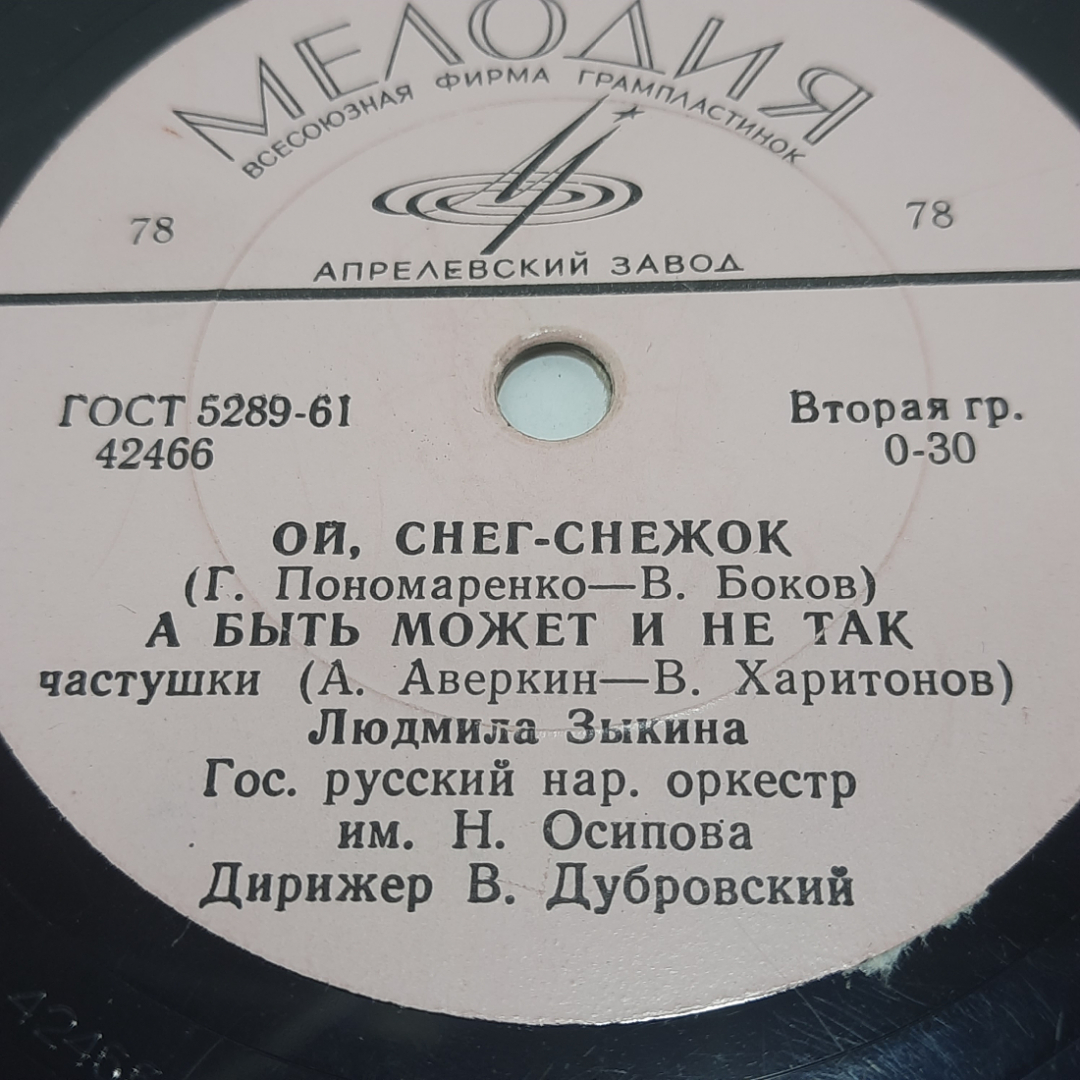 МЕЛОДИЯ
ВСЕСОЮЗНАЯ ФИРМА ГРАМПЛАСТИНОК
78 78
АПРЕЛЕВСКИЙ ЗАВОД
ГОСТ 5289-61 Вторая гр.
42466 0-30
ОЙ, СНЕГ-СНЕЖОК
(Г. Пономаренко—В. Боков)
А БЫТЬ МОЖЕТ И НЕ ТАК
частушки (А. Аверкин—В. Харитонов)
Людмила Зыкина
Гос. русский нар. оркестр
им. Н. Осипова
Дирижер В. Дубровский